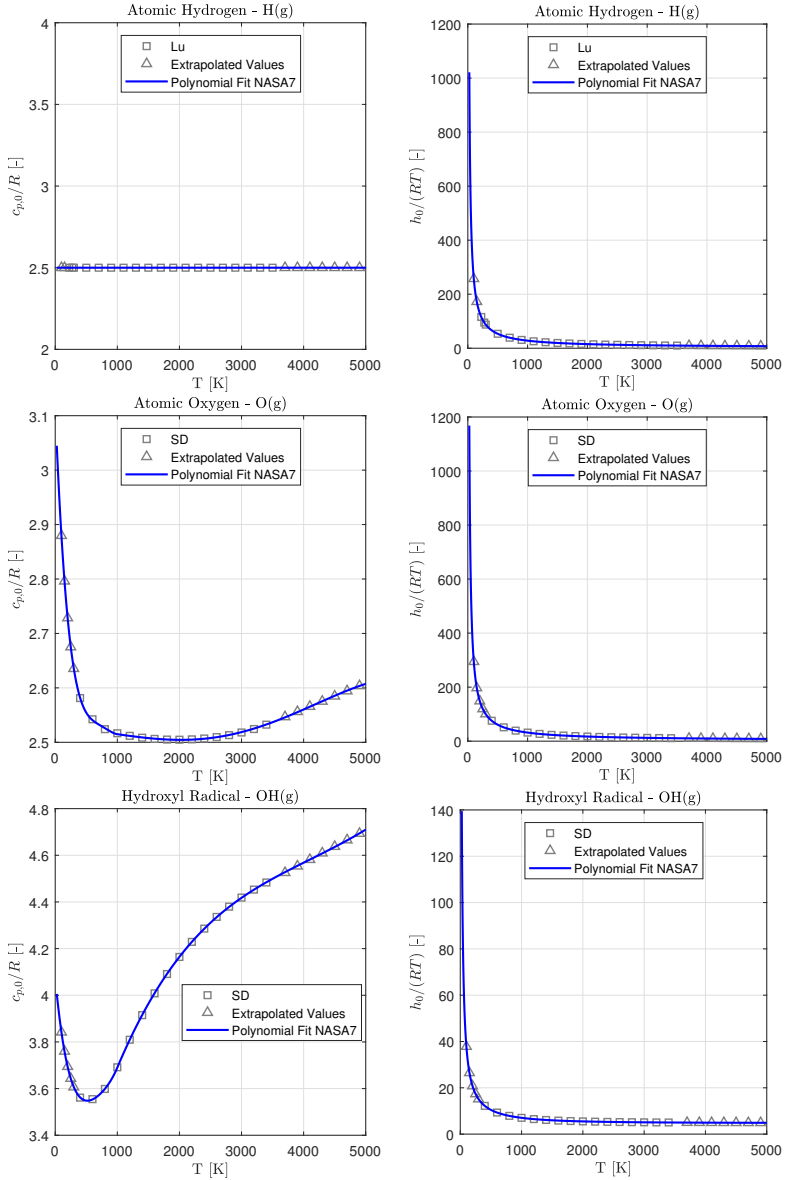 Atomic Hydrogen - H(g)
4
3.5
3
2.5
2
c_{p,0}/R [-]
Lu
Extrapolated Values
Polynomial Fit NASA7
0 1000 2000 3000 4000 5000
T [K]
Atomic Hydrogen - H(g)
1200
1000
800
600
400
200
0
h_0/(RT) [-]
Lu
Extrapolated Values
Polynomial Fit NASA7
0 1000 2000 3000 4000 5000
T [K]
Atomic Oxygen - O(g)
3.1
3
2.9
2.8
2.7
2.6
2.5
c_{p,0}/R [-]
SD
Extrapolated Values
Polynomial Fit NASA7
0 1000 2000 3000 4000 5000
T [K]
Atomic Oxygen - O(g)
1200
1000
800
600
400
200
0
h_0/(RT) [-]
SD
Extrapolated Values
Polynomial Fit NASA7
0 1000 2000 3000 4000 5000
T [K]
Hydroxyl Radical - OH(g)
4.8
4.6
4.4
4.2
4
3.8
3.6
3.4
c_{p,0}/R [-]
SD
Extrapolated Values
Polynomial Fit NASA7
0 1000 2000 3000 4000 5000
T [K]
Hydroxyl Radical - OH(g)
140
120
100
80
60
40
20
0
h_0/(RT) [-]
SD
Extrapolated Values
Polynomial Fit NASA7
0 1000 2000 3000 4000 5000
T [K]